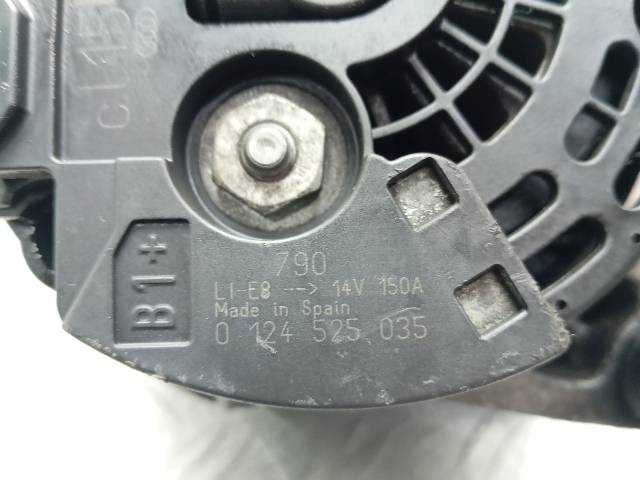 790
LI-E8 --> 14V 150A
Made in Spain
0 124 525 035
B1+